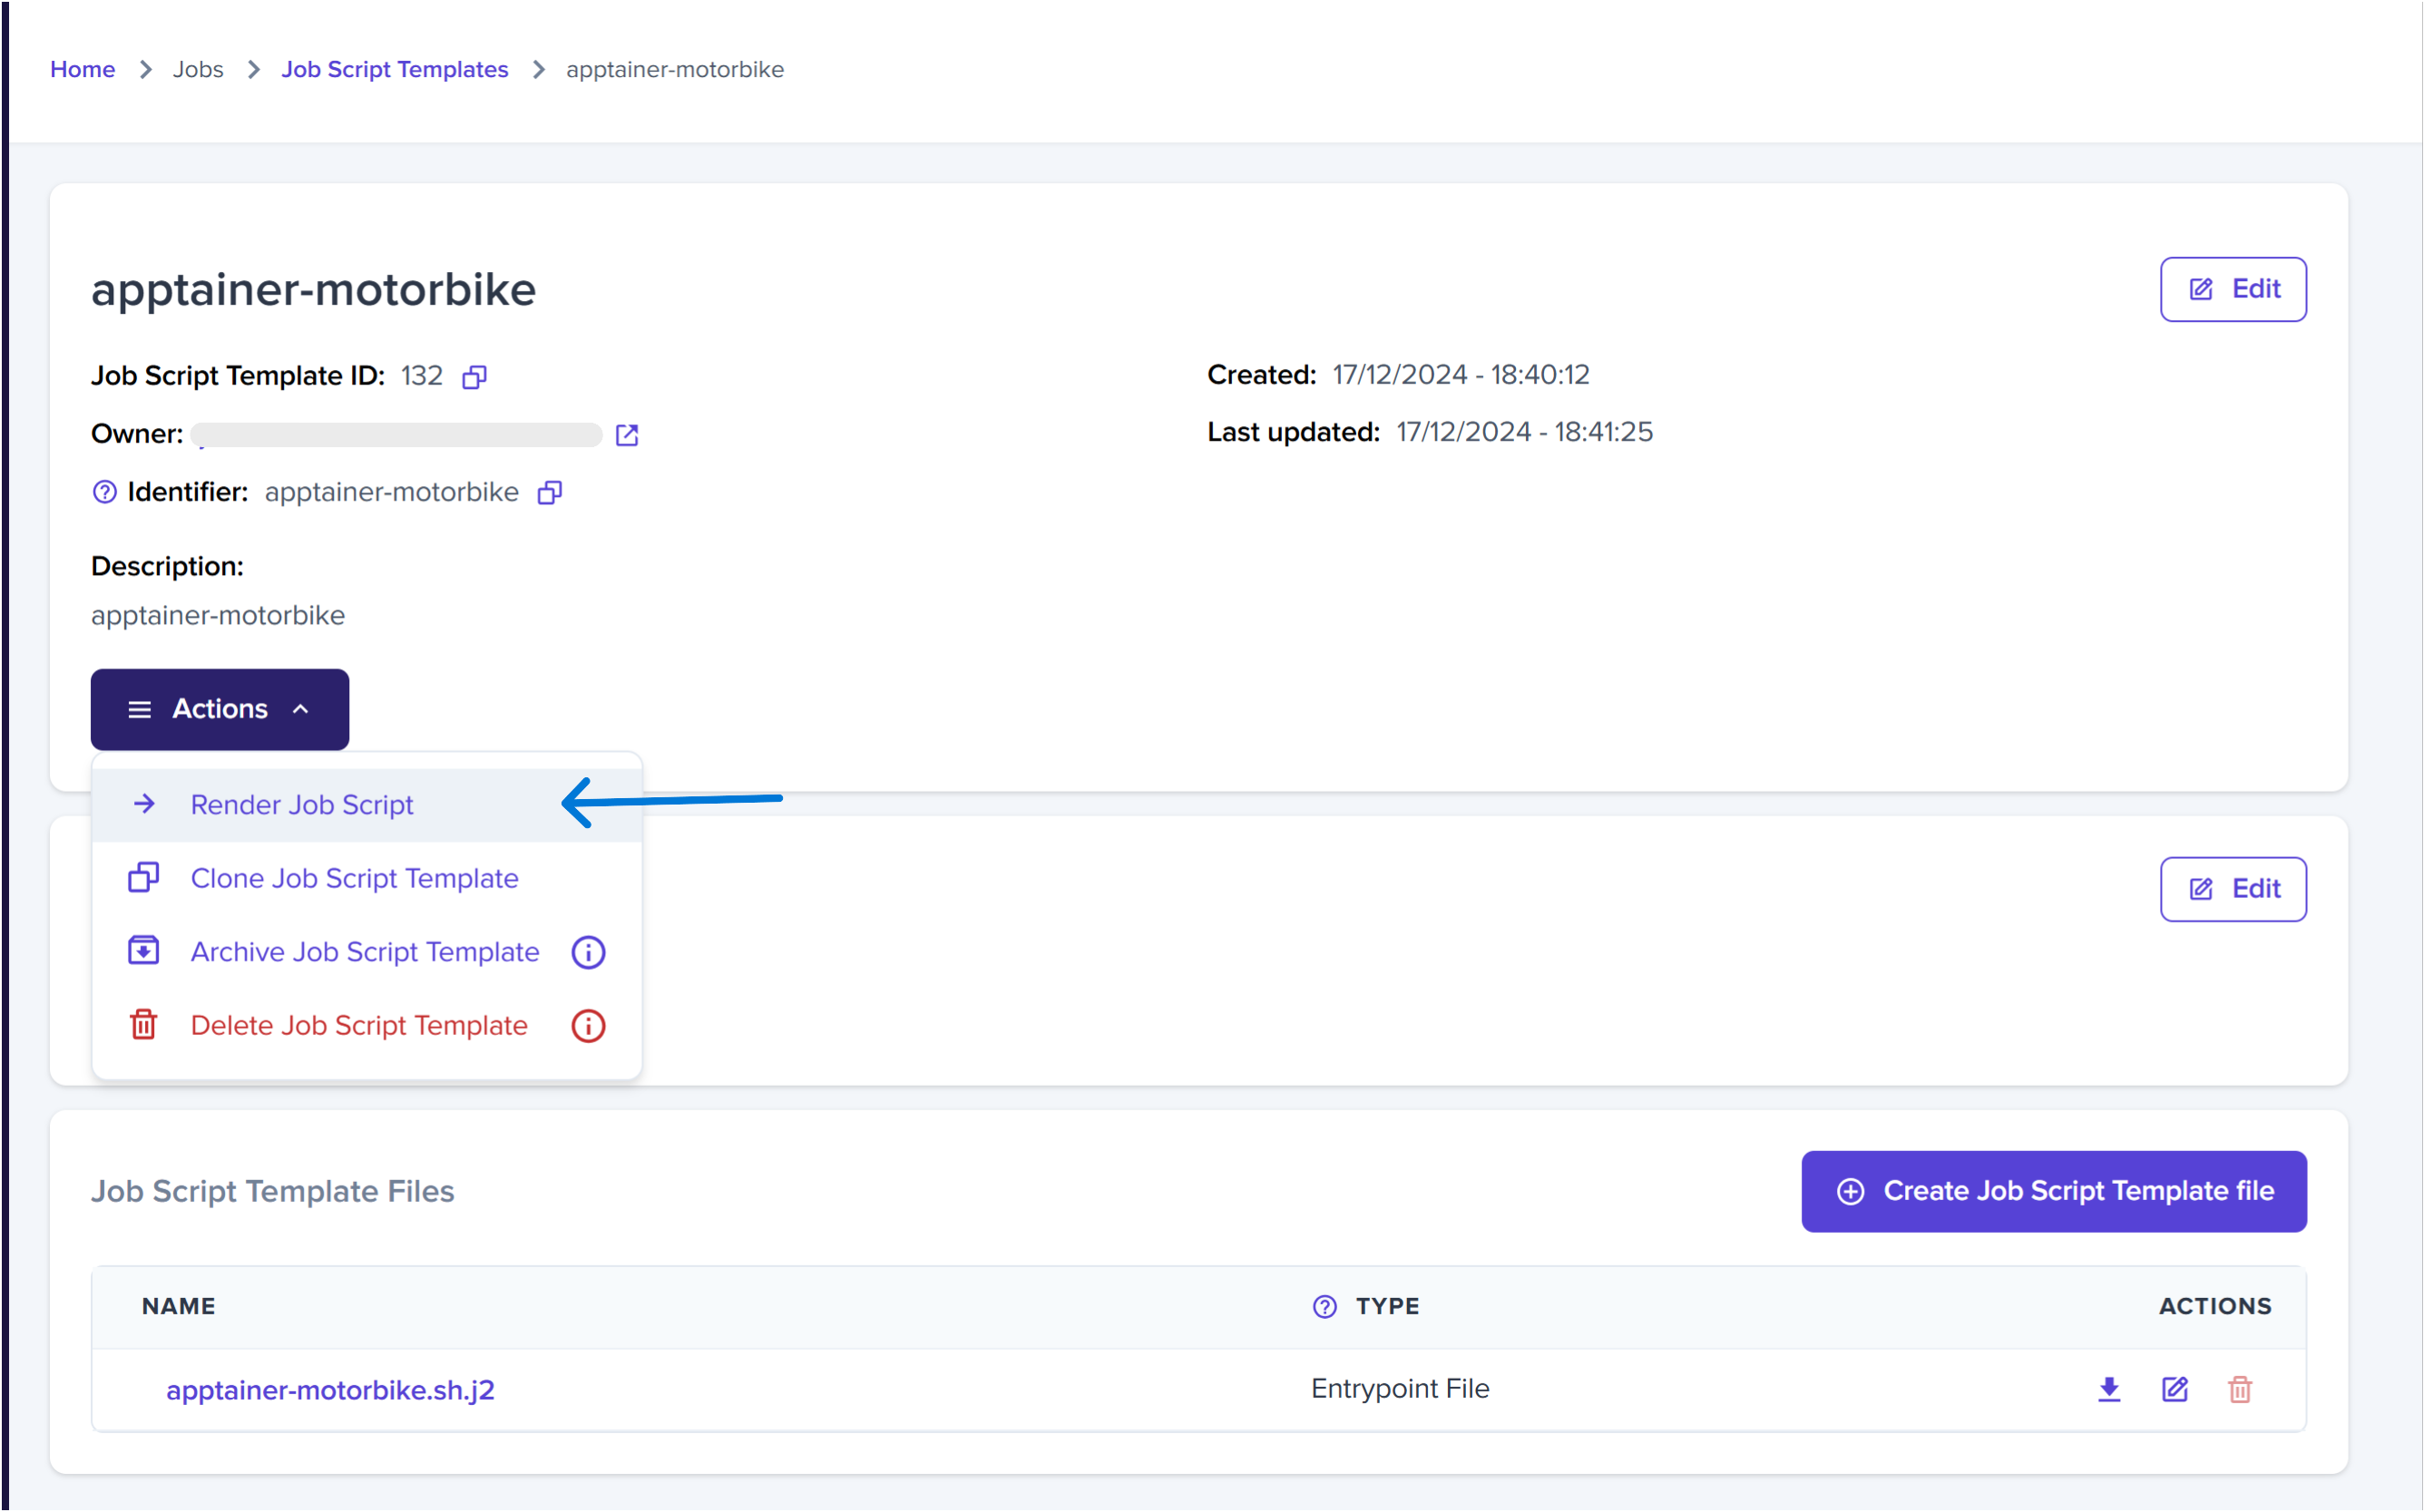 Home > Jobs > Job Script Templates > apptainer-motorbike
apptainer-motorbike
Edit
Job Script Template ID: 132
Created: 17/12/2024 - 18:40:12
Owner:
Last updated: 17/12/2024 - 18:41:25
Identifier: apptainer-motorbike
Description:
apptainer-motorbike
Actions
Render Job Script
Clone Job Script Template
Edit
Archive Job Script Template
Delete Job Script Template
Job Script Template Files
Create Job Script Template file
NAME TYPE ACTIONS
apptainer-motorbike.sh.j2 Entrypoint File